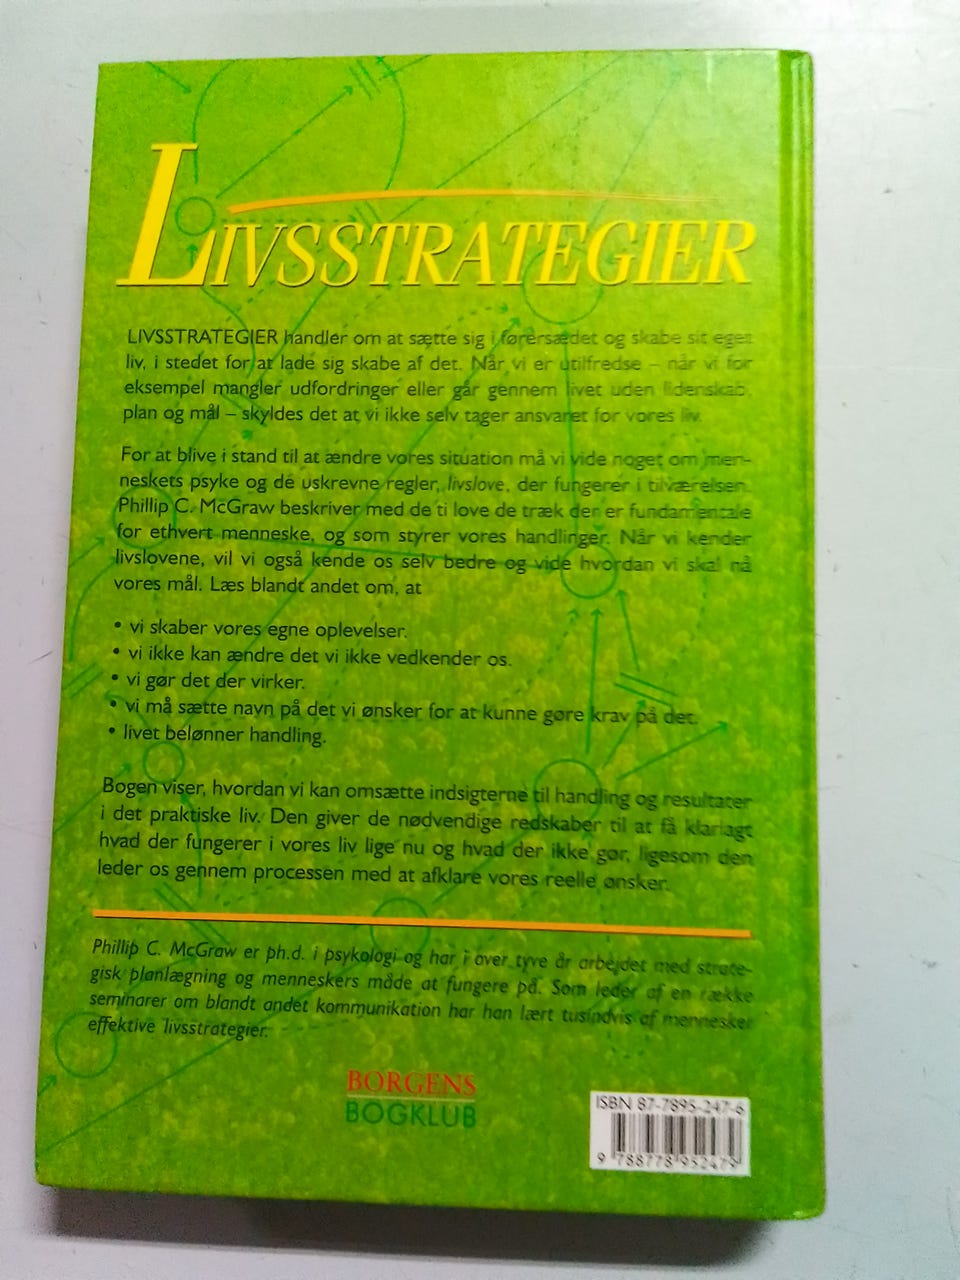 LIVSSTRATEGIER
LIVSSTRATEGIER handler om at sætte sig i førersædet og skabe sit eget
liv, i stedet for at lade sig skabe af det. Når vi er utilfredse – når vi for
eksempel mangler udfordringer eller går gennem livet uden lidenskab,
plan og mål – skyldes det at vi ikke selv tager ansvaret for vores liv.
For at blive i stand til at ændre vores situation må vi vide noget om men-
neskets psyke og de uskrevne regler, livslove, der fungerer i tilværelsen.
Phillip C. McGraw beskriver med de ti love de træk der er fundamentale
for ethvert menneske, og som styrer vores handlinger. Når vi kender
livslovene, vil vi også kende os selv bedre og vide hvordan vi skal nå
vores mål. Læs blandt andet om, at
• vi skaber vores egne oplevelser.
• vi ikke kan ændre det vi ikke vedkender os.
• vi gør det der virker.
• vi må sætte navn på det vi ønsker for at kunne gøre krav på det.
• livet belønner handling.
Bogen viser, hvordan vi kan omsætte indsigterne til handling og resultater
i det praktiske liv. Den giver de nødvendige redskaber til at få klarlagt
hvad der fungerer i vores liv lige nu og hvad der ikke gør, ligesom den
leder os gennem processen med at afklare vores reelle ønsker.
Phillip C. McGraw er ph.d. i psykologi og har i over tyve år arbejdet med strate-
gisk planlægning og menneskers måde at fungere på. Som leder af en række
seminarer om blandt andet kommunikation har han lært tusindvis af mennesker
effektive livsstrategier.
BORGENS
BOGKLUB
ISBN 87-7895-247-6
9 788778 952479